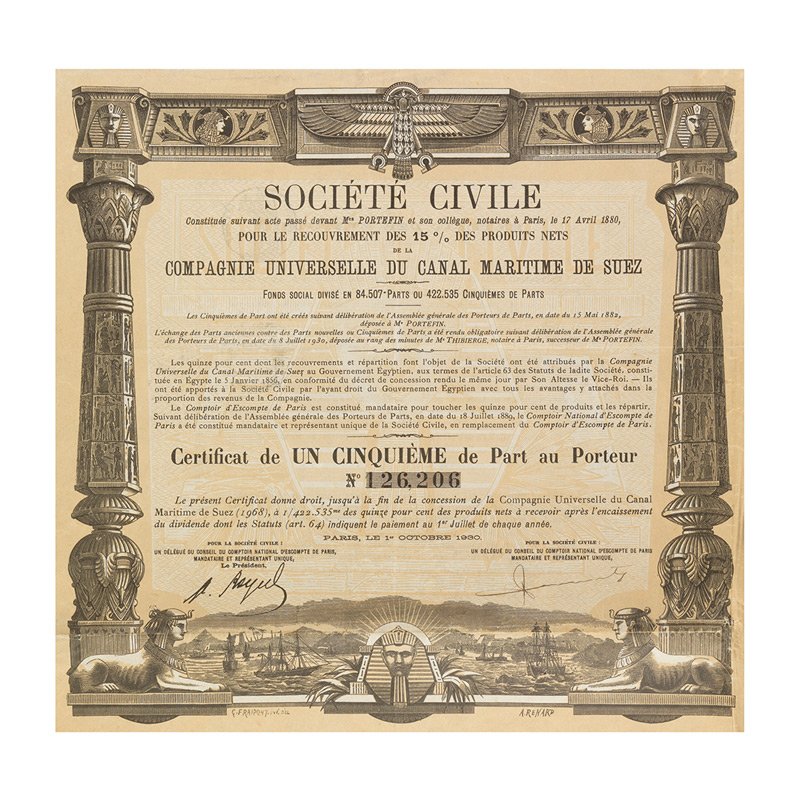 SOCIÉTÉ CIVILE
Constituée suivant acte passé devant Mes PORTEFIN et son collègue, notaires à Paris, le 17 Avril 1880,
POUR LE RECOUVREMENT DES 15 % DES PRODUITS NETS
DE LA
COMPAGNIE UNIVERSELLE DU CANAL MARITIME DE SUEZ
FONDS SOCIAL DIVISÉ EN 84.507 PARTS OU 422.535 CINQUIÈMES DE PARTS
Les Cinquièmes de Part ont été créés suivant délibération de l'Assemblée générale des Porteurs de Parts, en date du 15 Mai 1882,
déposée à Me PORTEFIN.
L'échange des Parts anciennes contre des Parts nouvelles ou Cinquièmes de Parts a été rendu obligatoire suivant délibération de l'Assemblée générale
des Porteurs de Parts, en date du 8 Juillet 1930, déposée au rang des minutes de Me THIBIERGE, notaire à Paris, successeur de Me PORTEFIN.
Les quinze pour cent dont les recouvrements et répartition font l'objet de la Société ont été attribués par la Compagnie
Universelle du Canal Maritime de Suez au Gouvernement Egyptien, aux termes de l'article 63 des Statuts de ladite Société, consti-
tuée en Egypte le 5 Janvier 1856, en conformité du décret de concession rendu le même jour par Son Altesse le Vice-Roi. — Ils
ont été apportés à la Société Civile par l'ayant droit du Gouvernement Egyptien avec tous les avantages y attachés dans la
proportion des revenus de la Compagnie.
Le Comptoir d'Escompte de Paris est constitué mandataire pour toucher les quinze pour cent de produits et les répartir.
Suivant délibération de l'Assemblée générale des Porteurs de Parts, en date du 18 Juillet 1889, le Comptoir National d'Escompte de
Paris a été constitué mandataire et représentant unique de la Société Civile, en remplacement du Comptoir d'Escompte de Paris.
Certificat de UN CINQUIÈME de Part au Porteur
No 126,206
Le présent Certificat donne droit, jusqu'à la fin de la concession de la Compagnie Universelle du Canal
Maritime de Suez (1968), à 1/422.535me des quinze pour cent des produits nets à recevoir après l'encaissement
du dividende dont les Statuts (art. 64) indiquent le paiement au 1er Juillet de chaque année.
PARIS, LE 1er OCTOBRE 1930.
POUR LA SOCIÉTÉ CIVILE :
UN DÉLÉGUÉ DU CONSEIL DU COMPTOIR NATIONAL D'ESCOMPTE DE PARIS
MANDATAIRE ET REPRÉSENTANT UNIQUE,
Le Président,
POUR LA SOCIÉTÉ CIVILE :
UN DÉLÉGUÉ DU CONSEIL DU COMPTOIR NATIONAL D'ESCOMPTE DE PARIS
MANDATAIRE ET REPRÉSENTANT UNIQUE,
G. FRAIPONT, inv. del.
A. RENARD